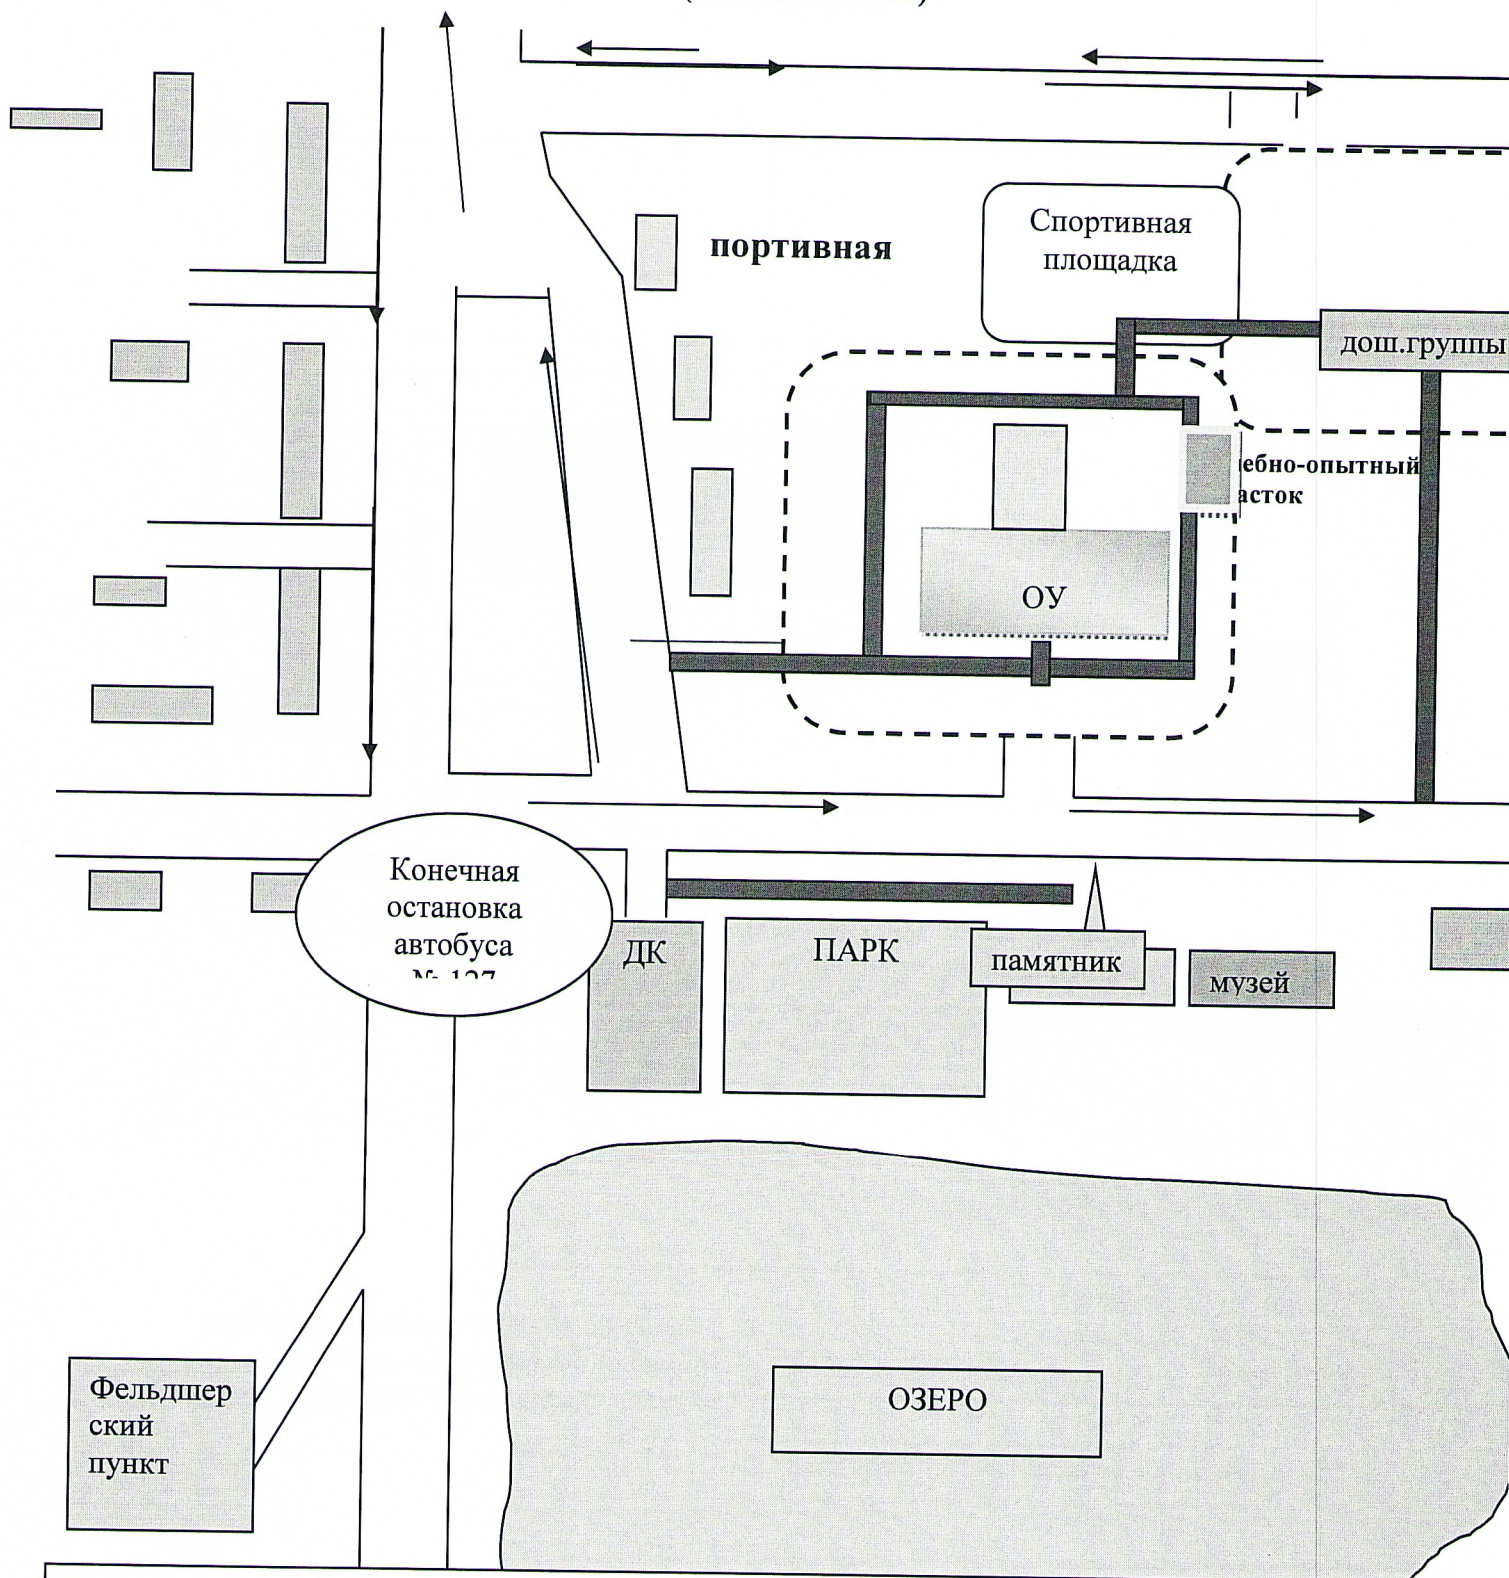 Спортивная
площадка
портивная
дош.группы
ебно-опытный
асток
ОУ
Конечная
остановка
автобуса
ДК
ПАРК
памятник
музей
ОЗЕРО
Фельдшер
ский
пункт